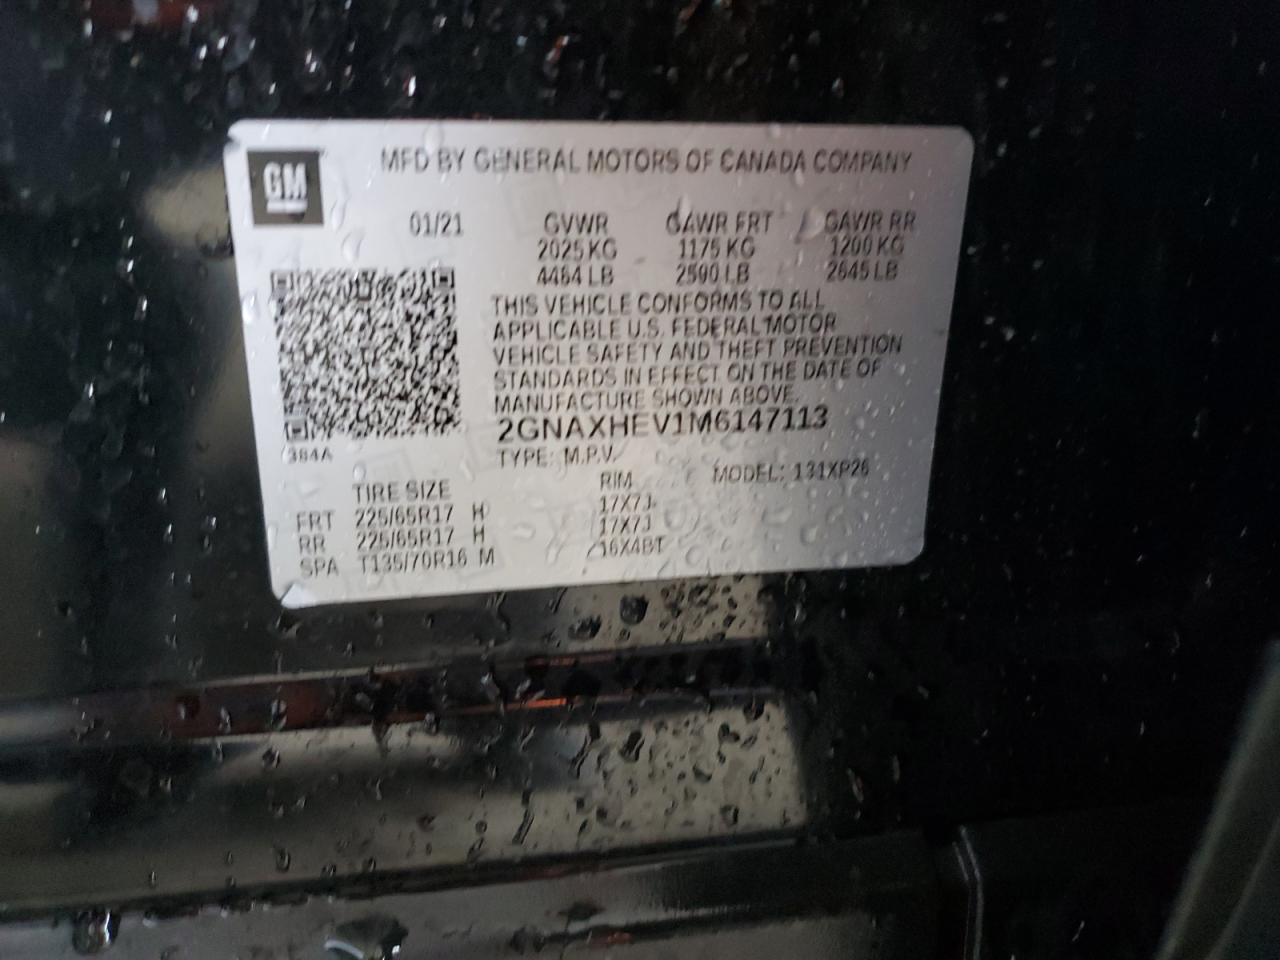 GM
MFD BY GENERAL MOTORS OF CANADA COMPANY
01/21 GVWR GAWR FRT GAWR RR
2025 KG 1175 KG 1200 KG
4464 LB 2590 LB 2645 LB
THIS VEHICLE CONFORMS TO ALL
APPLICABLE U.S. FEDERAL MOTOR
VEHICLE SAFETY AND THEFT PREVENTION
STANDARDS IN EFFECT ON THE DATE OF
MANUFACTURE SHOWN ABOVE.
2GNAXHEV1M6147113
384A
TYPE: M.P.V.
MODEL: 131XP26
TIRE SIZE RIM
FRT 225/65R17 H 17X7J
RR 225/65R17 H 17X7J
SPA T135/70R16 M 16X4BT